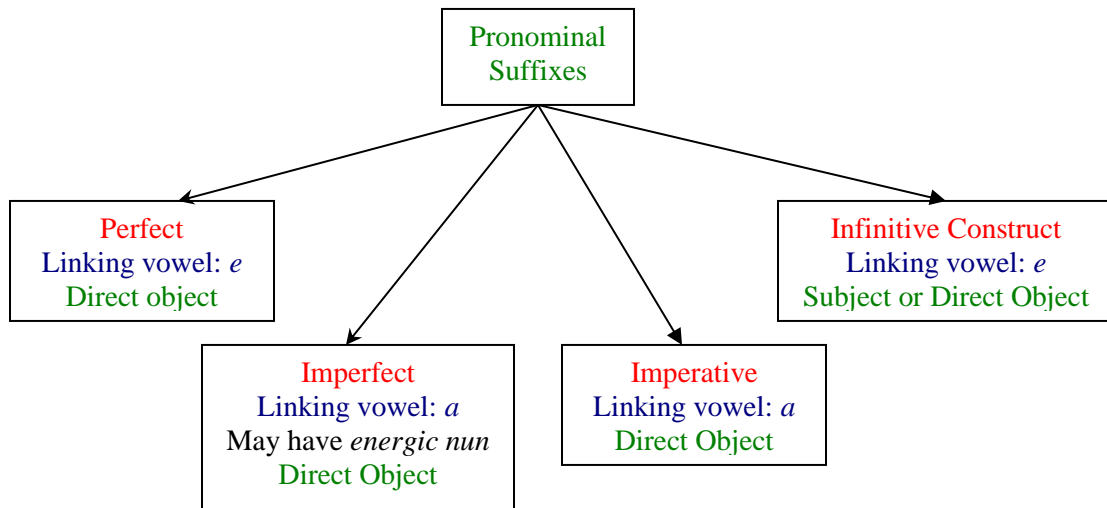 Pronominal
Suffixes
Perfect
Linking vowel: e
Direct object
Infinitive Construct
Linking vowel: e
Subject or Direct Object
Imperfect
Linking vowel: a
May have energic nun
Direct Object
Imperative
Linking vowel: a
Direct Object